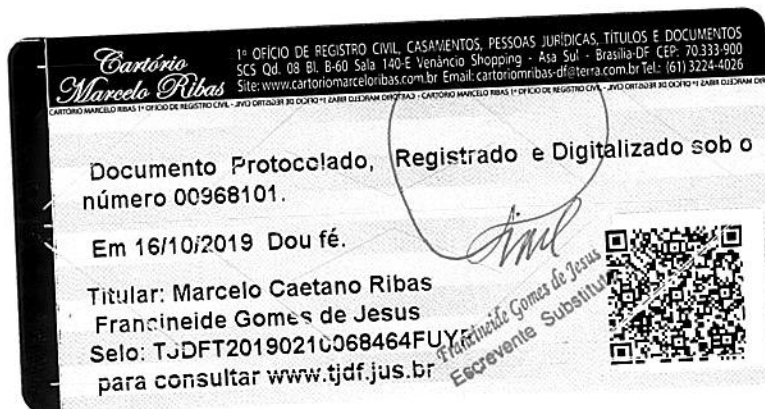 Cartório
Marcelo Ribas
1º OFÍCIO DE REGISTRO CIVIL, CASAMENTOS, PESSOAS JURÍDICAS, TÍTULOS E DOCUMENTOS
SCS Qd. 08 Bl. B-60 Sala 140-E Venâncio Shopping - Asa Sul - Brasília-DF CEP: 70.333-900
Site: www.cartoriomarceloribas.com.br Email: cartoriomribas-df@terra.com.br Tel.: (61) 3224-4026
Documento Protocolado, Registrado e Digitalizado sob o
número 00968101.
Em 16/10/2019 Dou fé.
Titular: Marcelo Caetano Ribas
Francineide Gomes de Jesus
Selo: TJDFT20190210068464FUY
para consultar www.tjdf.jus.br
Francineide Gomes de Jesus
Escrevente Substitut